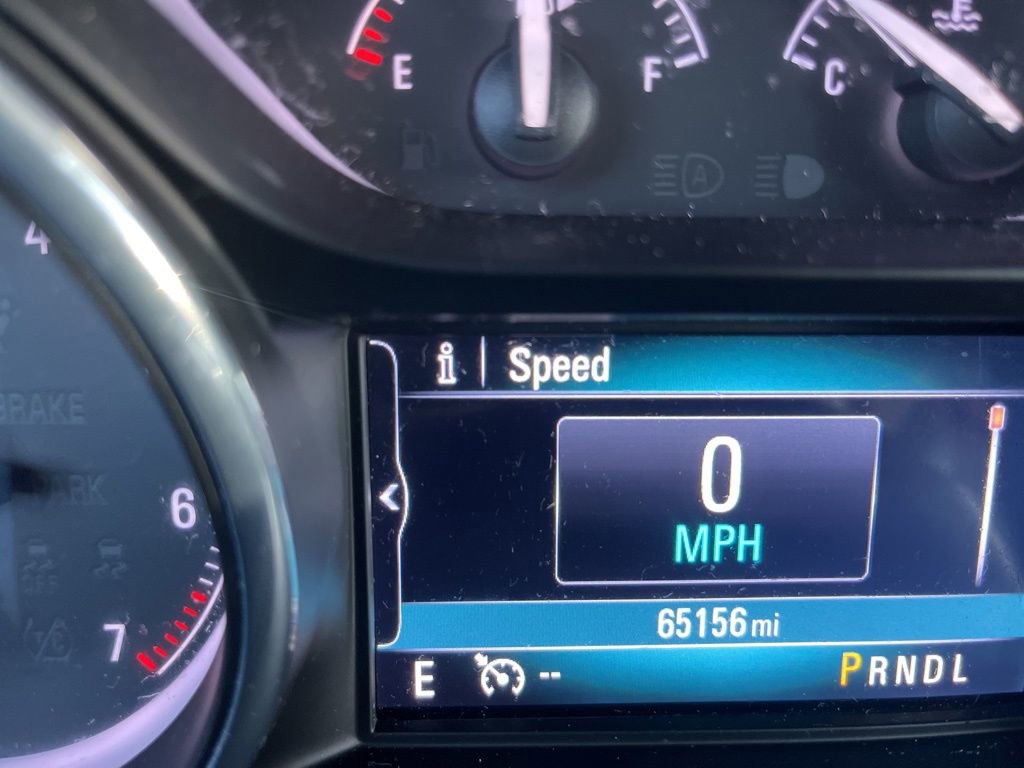 E F C
4
i Speed
BRAKE
0
MPH
6
65156 mi
7
E -- PRNDL